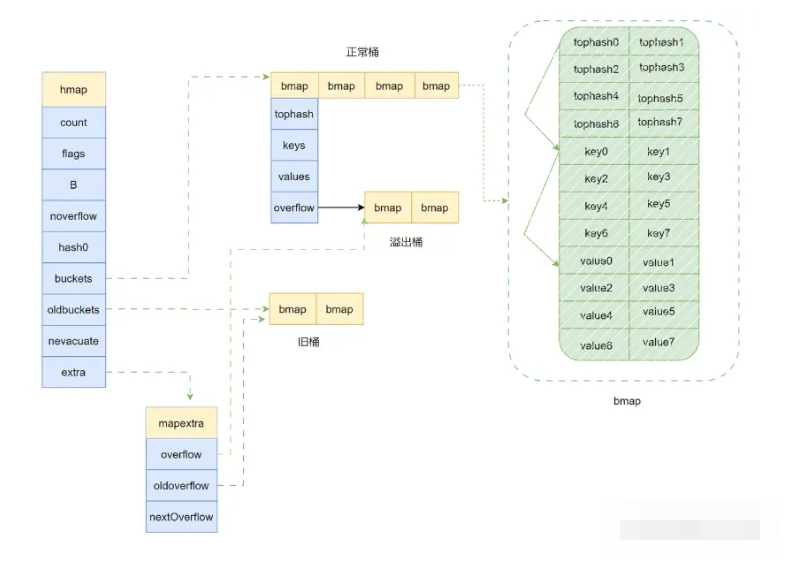 正常桶
hmap
count
flags
B
noverflow
hash0
buckets
oldbuckets
nevacuate
extra
bmap bmap bmap bmap
tophash
keys
values
overflow
bmap bmap
溢出桶
bmap bmap
旧桶
mapextra
overflow
oldoverflow
nextOverflow
tophash0 tophash1
tophash2 tophash3
tophash4 tophash5
tophash6 tophash7
key0 key1
key2 key3
key4 key5
key6 key7
value0 value1
value2 value3
value4 value5
value6 value7
bmap